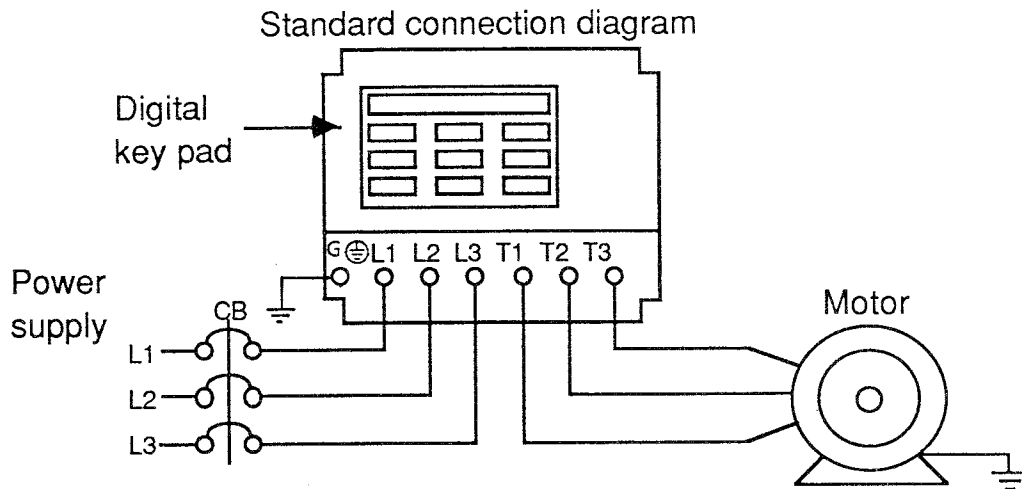 Standard connection diagram
Digital
key pad
G L1 L2 L3 T1 T2 T3
Power
supply
CB
Motor
L1
L2
L3